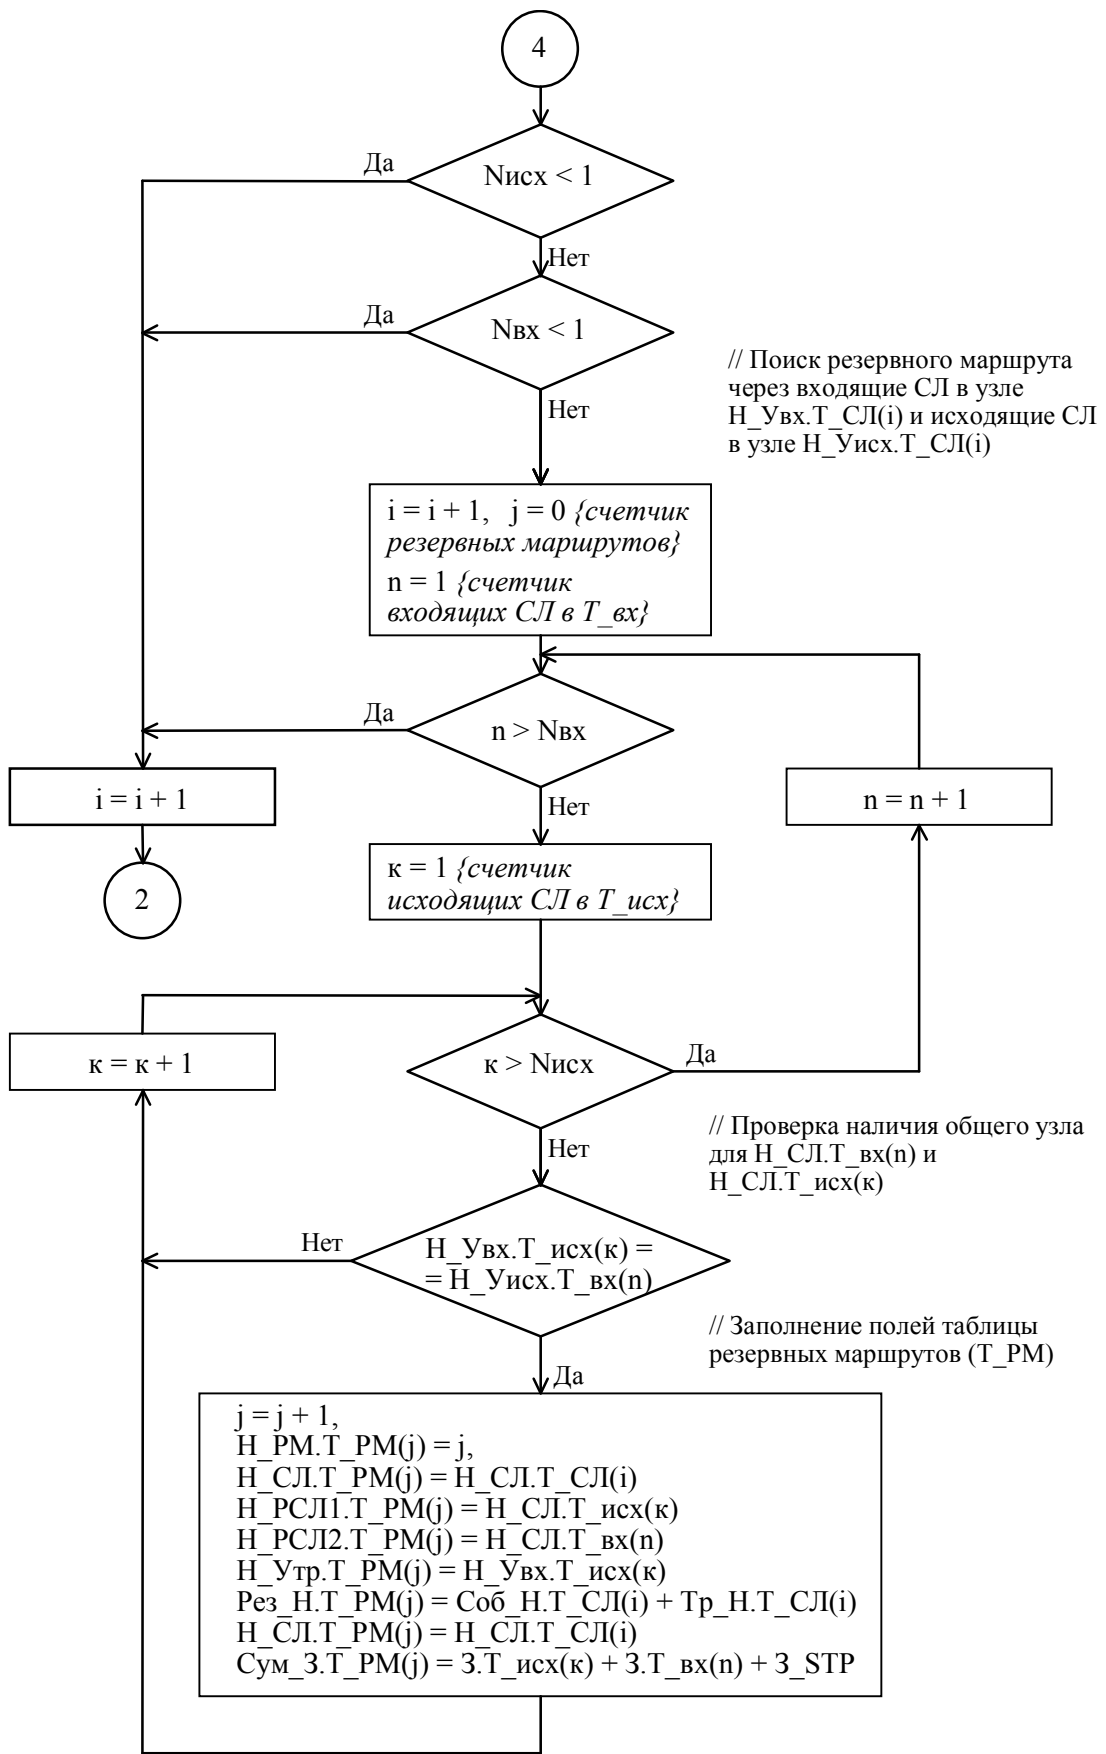 4
Да
Nисх < 1
Нет
Да
Nвх < 1
Нет
// Поиск резервного маршрута
через входящие СЛ в узле
Н_Увх.Т_СЛ(i) и исходящие СЛ
в узле Н_Уисх.Т_СЛ(i)
i = i + 1, j = 0 {счетчик
резервных маршрутов}
n = 1 {счетчик
входящих СЛ в Т_вх}
Да
n > Nвх
Нет
i = i + 1
n = n + 1
2
к = 1 {счетчик
исходящих СЛ в Т_исх}
к = к + 1
к > Nисх
Да
Нет
// Проверка наличия общего узла
для Н_СЛ.Т_вх(n) и
Н_СЛ.Т_исх(к)
Нет
Н_Увх.Т_исх(к) =
= Н_Уисх.Т_вх(n)
Да
// Заполнение полей таблицы
резервных маршрутов (Т_РМ)
j = j + 1,
Н_РМ.Т_РМ(j) = j,
Н_СЛ.Т_РМ(j) = Н_СЛ.Т_СЛ(i)
Н_РСЛ1.Т_РМ(j) = Н_СЛ.Т_исх(к)
Н_РСЛ2.Т_РМ(j) = Н_СЛ.Т_вх(n)
Н_Утр.Т_РМ(j) = Н_Увх.Т_исх(к)
Рез_Н.Т_РМ(j) = Соб_Н.Т_СЛ(i) + Тр_Н.Т_СЛ(i)
Н_СЛ.Т_РМ(j) = Н_СЛ.Т_СЛ(i)
Сум_З.Т_РМ(j) = З.Т_исх(к) + З.Т_вх(n) + З_STP